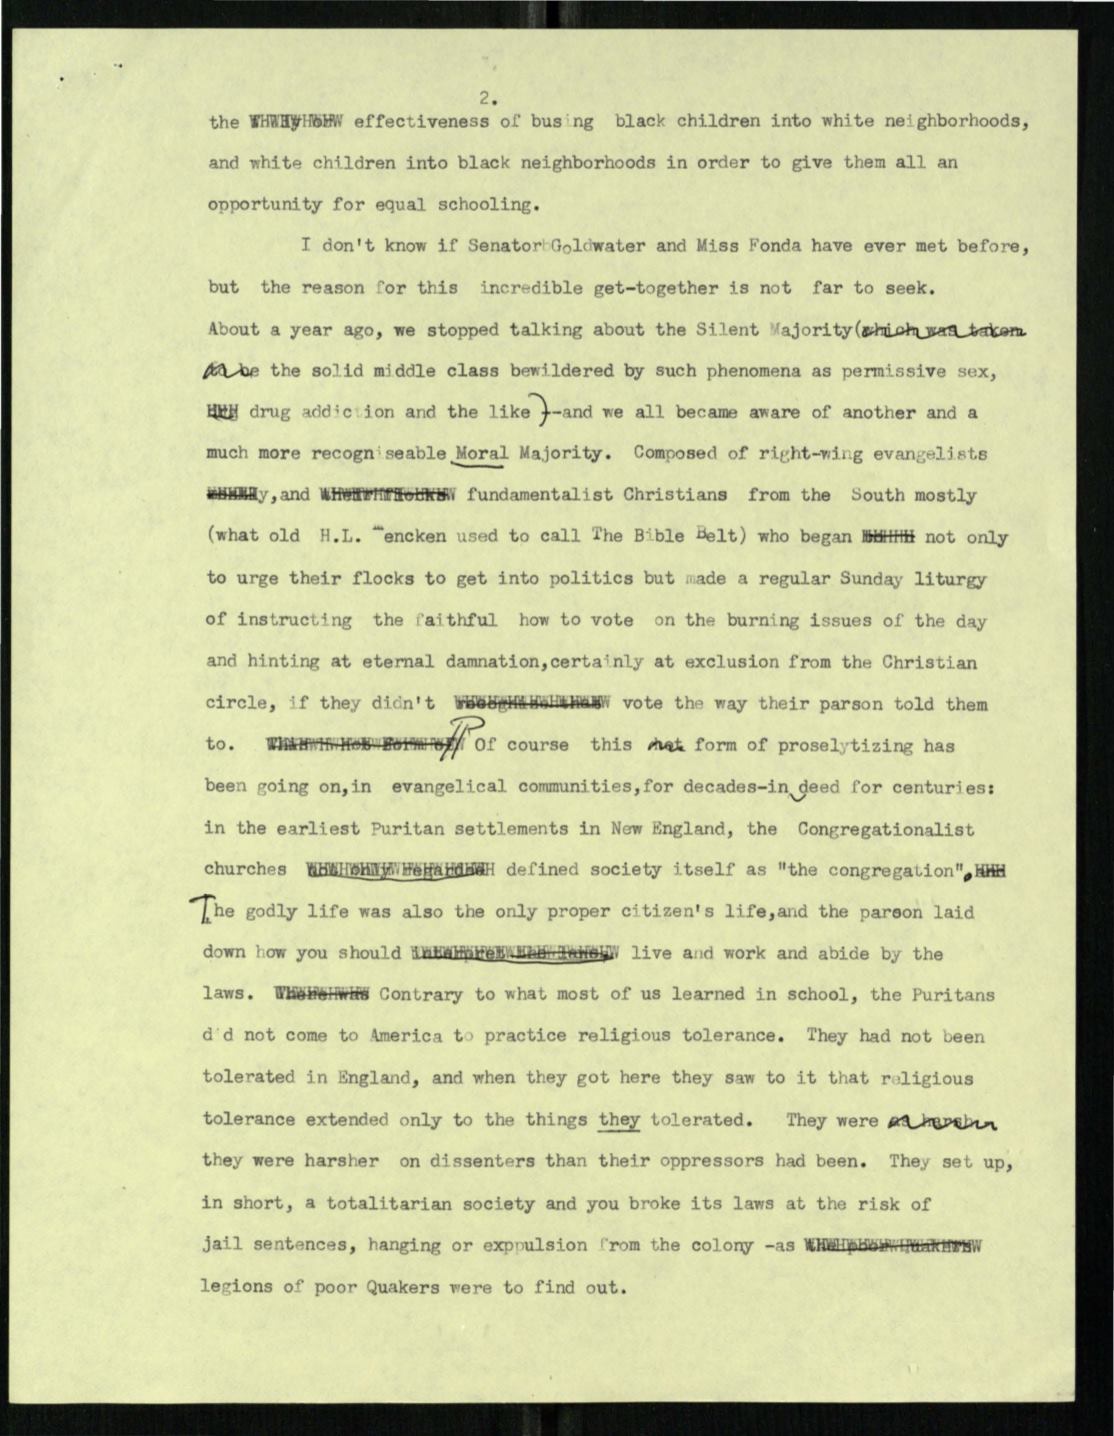 2.
the effectiveness of busing black children into white neighborhoods,
and white children into black neighborhoods in order to give them all an
opportunity for equal schooling.
I don't know if Senator Goldwater and Miss Fonda have ever met before,
but the reason for this incredible get-together is not far to seek.
About a year ago, we stopped talking about the Silent Majority(which was taken
to be the solid middle class bewildered by such phenomena as permissive sex,
drug addiction and the like)-and we all became aware of another and a
much more recogniseable Moral Majority. Composed of right-wing evangelists
y,and fundamentalist Christians from the South mostly
(what old H.L. Mencken used to call The Bible Belt) who began not only
to urge their flocks to get into politics but made a regular Sunday liturgy
of instructing the faithful how to vote on the burning issues of the day
and hinting at eternal damnation,certainly at exclusion from the Christian
circle, if they didn't vote the way their parson told them
to. Of course this form of proselytizing has
been going on,in evangelical communities,for decades-in deed for centuries:
in the earliest Puritan settlements in New England, the Congregationalist
churches defined society itself as "the congregation".
The godly life was also the only proper citizen's life,and the parson laid
down how you should live and work and abide by the
laws. There was Contrary to what most of us learned in school, the Puritans
did not come to America to practice religious tolerance. They had not been
tolerated in England, and when they got here they saw to it that religious
tolerance extended only to the things they tolerated. They were as harsh
they were harsher on dissenters than their oppressors had been. They set up,
in short, a totalitarian society and you broke its laws at the risk of
jail sentences, hanging or exppulsion from the colony -as
legions of poor Quakers were to find out.